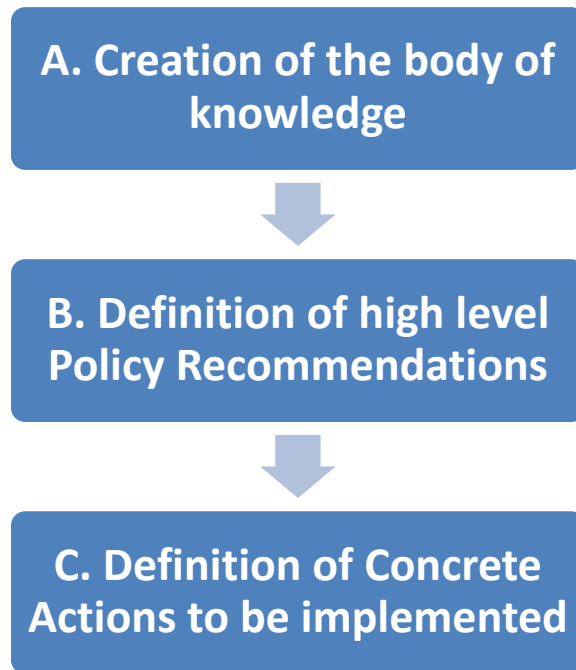 A. Creation of the body of
knowledge
B. Definition of high level
Policy Recommendations
C. Definition of Concrete
Actions to be implemented